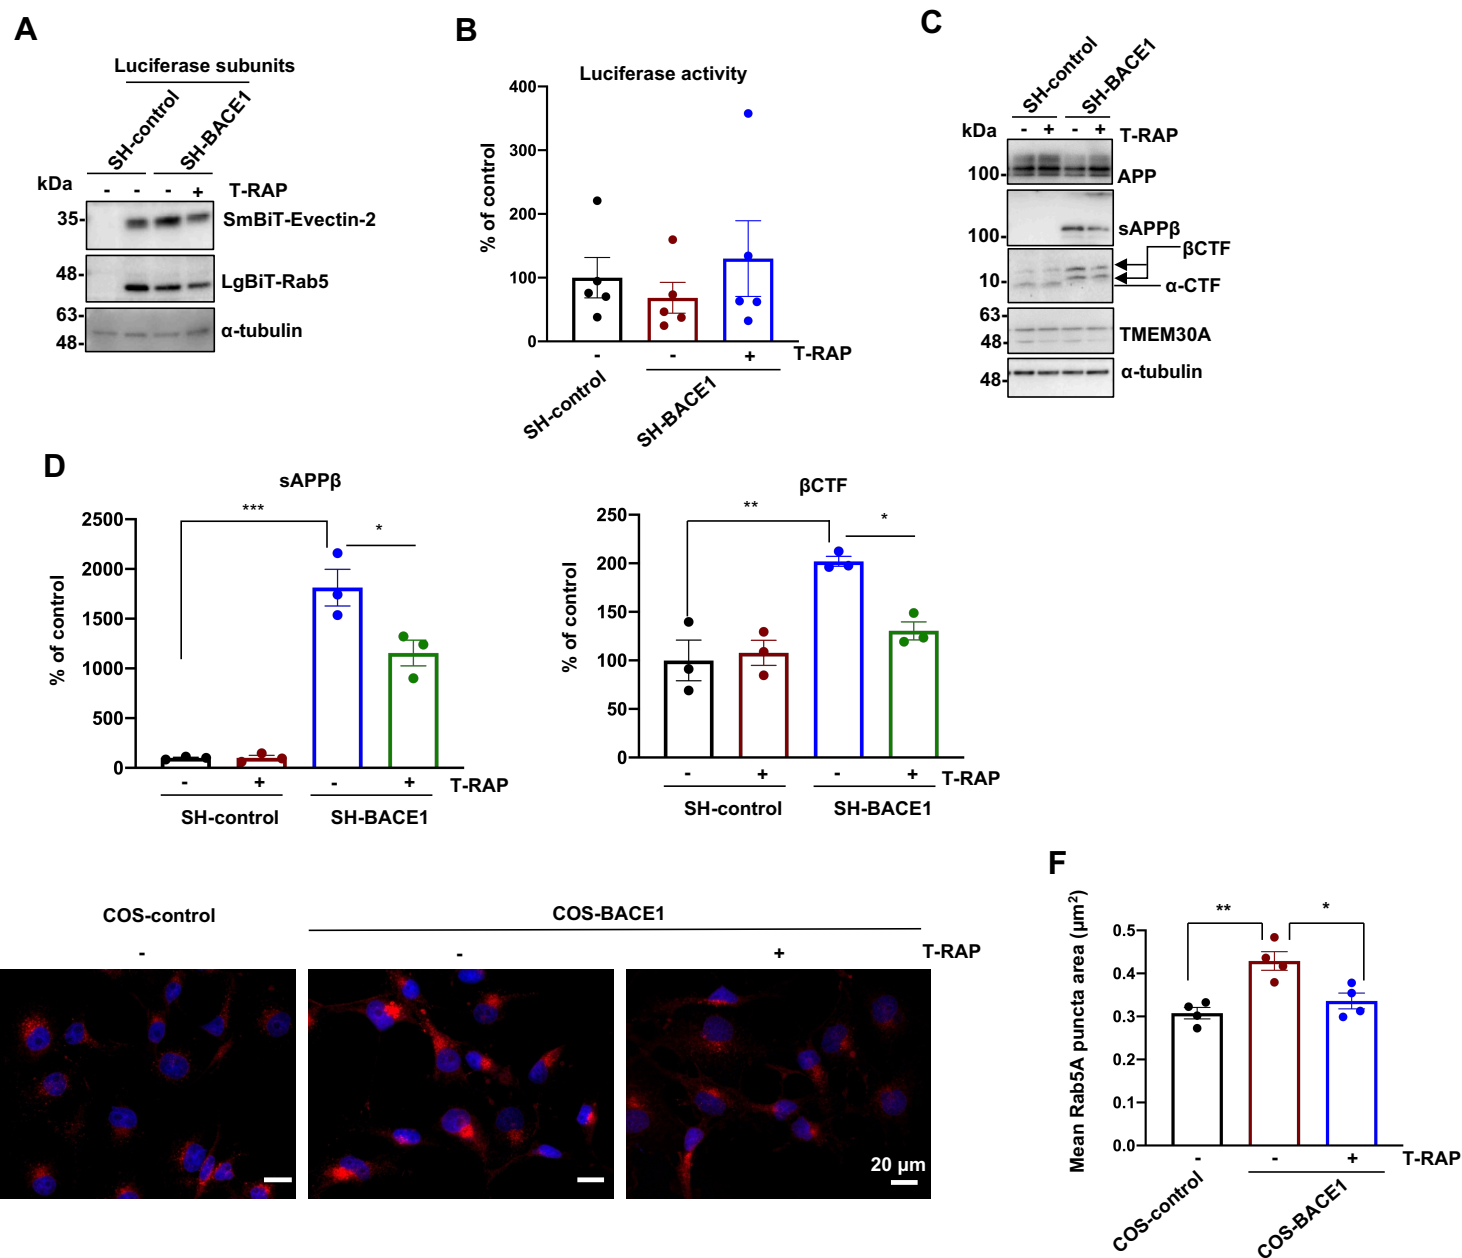 A
Luciferase subunits
SH-control
SH-BACE1
kDa
- - - + T-RAP
35- SmBiT-Evectin-2
48- LgBiT-Rab5
63-
48- α-tubulin
B
Luciferase activity
% of control
400
300
200
100
0
- - + T-RAP
SH-control
SH-BACE1
C
SH-control
SH-BACE1
kDa - + - + T-RAP
100- APP
100- sAPPβ
βCTF
10- α-CTF
63-
48- TMEM30A
48- α-tubulin
D
sAPPβ
% of control
2500
2000
1500
1000
500
0
***
*
- + - + T-RAP
SH-control SH-BACE1
βCTF
% of control
250
200
150
100
50
0
**
*
- + - + T-RAP
SH-control SH-BACE1
COS-control COS-BACE1
- - + T-RAP
20 µm
F
Mean Rab5A puncta area (µm²)
0.5
0.4
0.3
0.2
0.1
0.0
**
*
- - + T-RAP
COS-control
COS-BACE1